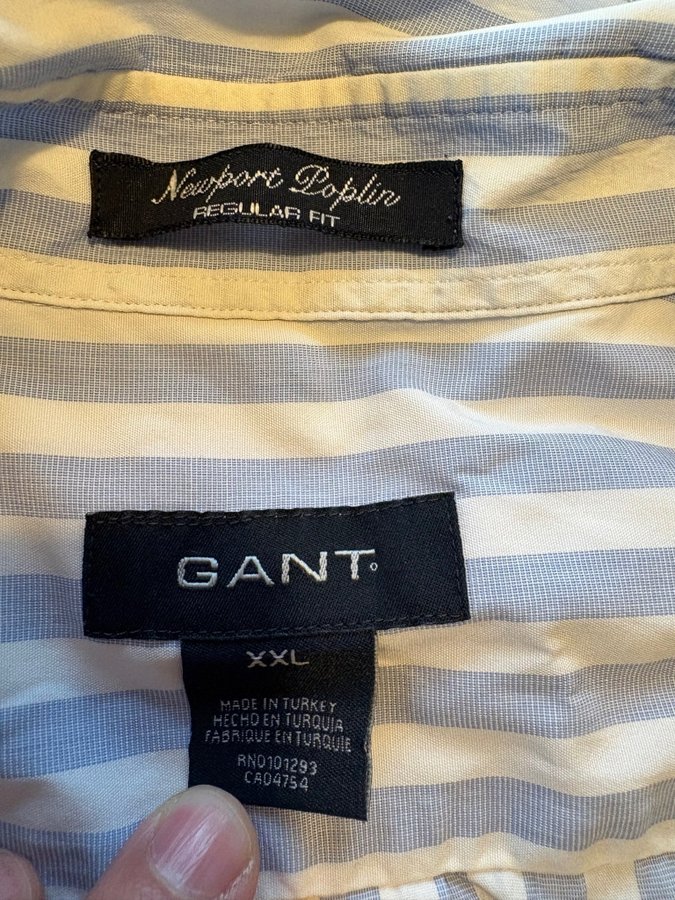 Newport Poplin
REGULAR FIT
GANT
XXL
MADE IN TURKEY
HECHO EN TURQUIA
FABRIQUE EN TURQUIE
RN0101293
CA04754